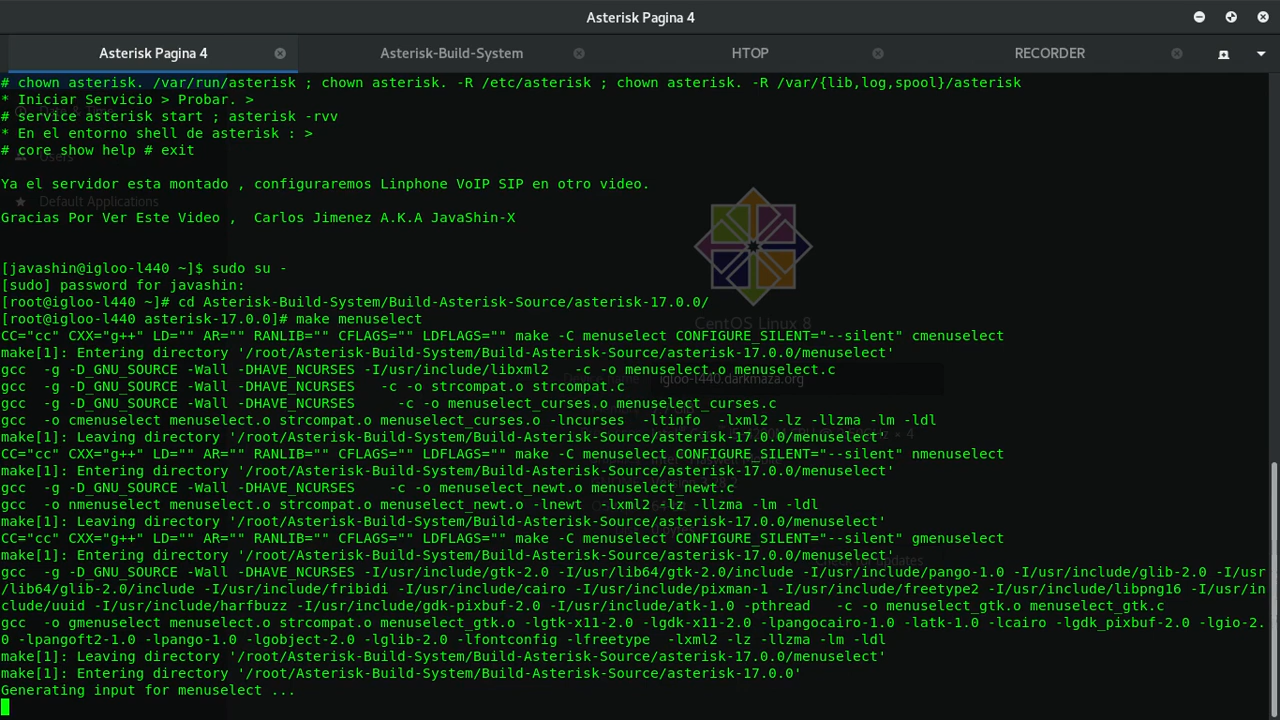 Asterisk Pagina 4
Asterisk Pagina 4
Asterisk-Build-System
HTOP
RECORDER
# chown asterisk. /var/run/asterisk ; chown asterisk. -R /etc/asterisk ; chown asterisk. -R /var/{lib,log,spool}/asterisk
* Iniciar Servicio > Probar. >
# service asterisk start ; asterisk -rvv
* En el entorno shell de asterisk : >
Users
# core show help # exit
Ya el servidor esta montado , configuraremos Linphone VoIP SIP en otro video.
Default Applications
Gracias Por Ver Este Video ,  Carlos Jimenez A.K.A JavaShin-X
[javashin@igloo-l440 ~]$ sudo su -
[sudo] password for javashin:
[root@igloo-l440 ~]# cd Asterisk-Build-System/Build-Asterisk-Source/asterisk-17.0.0/
[root@igloo-l440 asterisk-17.0.0]# make menuselect
CentOS Linux 8
CC="cc" CXX="g++" LD="" AR="" RANLIB="" CFLAGS="" LDFLAGS="" make -C menuselect CONFIGURE_SILENT="--silent" cmenuselect
make[1]: Entering directory '/root/Asterisk-Build-System/Build-Asterisk-Source/asterisk-17.0.0/menuselect'
gcc  -g -D_GNU_SOURCE -Wall -DHAVE_NCURSES -I/usr/include/libxml2   -c -o menuselect.o menuselect.c
igloo-l440.darkmaza.org
gcc  -g -D_GNU_SOURCE -Wall -DHAVE_NCURSES   -c -o strcompat.o strcompat.c
gcc  -g -D_GNU_SOURCE -Wall -DHAVE_NCURSES     -c -o menuselect_curses.o menuselect_curses.c
gcc  -o cmenuselect menuselect.o strcompat.o menuselect_curses.o -lncurses  -ltinfo  -lxml2 -lz -llzma -lm -ldl
make[1]: Leaving directory '/root/Asterisk-Build-System/Build-Asterisk-Source/asterisk-17.0.0/menuselect'
CC="cc" CXX="g++" LD="" AR="" RANLIB="" CFLAGS="" LDFLAGS="" make -C menuselect CONFIGURE_SILENT="--silent" nmenuselect
make[1]: Entering directory '/root/Asterisk-Build-System/Build-Asterisk-Source/asterisk-17.0.0/menuselect'
gcc  -g -D_GNU_SOURCE -Wall -DHAVE_NCURSES    -c -o menuselect_newt.o menuselect_newt.c
gcc  -o nmenuselect menuselect.o strcompat.o menuselect_newt.o -lnewt  -lxml2 -lz -llzma -lm -ldl
make[1]: Leaving directory '/root/Asterisk-Build-System/Build-Asterisk-Source/asterisk-17.0.0/menuselect'
CC="cc" CXX="g++" LD="" AR="" RANLIB="" CFLAGS="" LDFLAGS="" make -C menuselect CONFIGURE_SILENT="--silent" gmenuselect
make[1]: Entering directory '/root/Asterisk-Build-System/Build-Asterisk-Source/asterisk-17.0.0/menuselect'
Check for updates
gcc  -g -D_GNU_SOURCE -Wall -DHAVE_NCURSES -I/usr/include/gtk-2.0 -I/usr/lib64/gtk-2.0/include -I/usr/include/pango-1.0 -I/usr/include/glib-2.0 -I/usr
/lib64/glib-2.0/include -I/usr/include/fribidi -I/usr/include/cairo -I/usr/include/pixman-1 -I/usr/include/freetype2 -I/usr/include/libpng16 -I/usr/in
clude/uuid -I/usr/include/harfbuzz -I/usr/include/gdk-pixbuf-2.0 -I/usr/include/atk-1.0 -pthread   -c -o menuselect_gtk.o menuselect_gtk.c
gcc  -o gmenuselect menuselect.o strcompat.o menuselect_gtk.o -lgtk-x11-2.0 -lgdk-x11-2.0 -lpangocairo-1.0 -latk-1.0 -lcairo -lgdk_pixbuf-2.0 -lgio-2.
0 -lpangoft2-1.0 -lpango-1.0 -lgobject-2.0 -lglib-2.0 -lfontconfig -lfreetype  -lxml2 -lz -llzma -lm -ldl
make[1]: Leaving directory '/root/Asterisk-Build-System/Build-Asterisk-Source/asterisk-17.0.0/menuselect'
make[1]: Entering directory '/root/Asterisk-Build-System/Build-Asterisk-Source/asterisk-17.0.0'
Generating input for menuselect ...